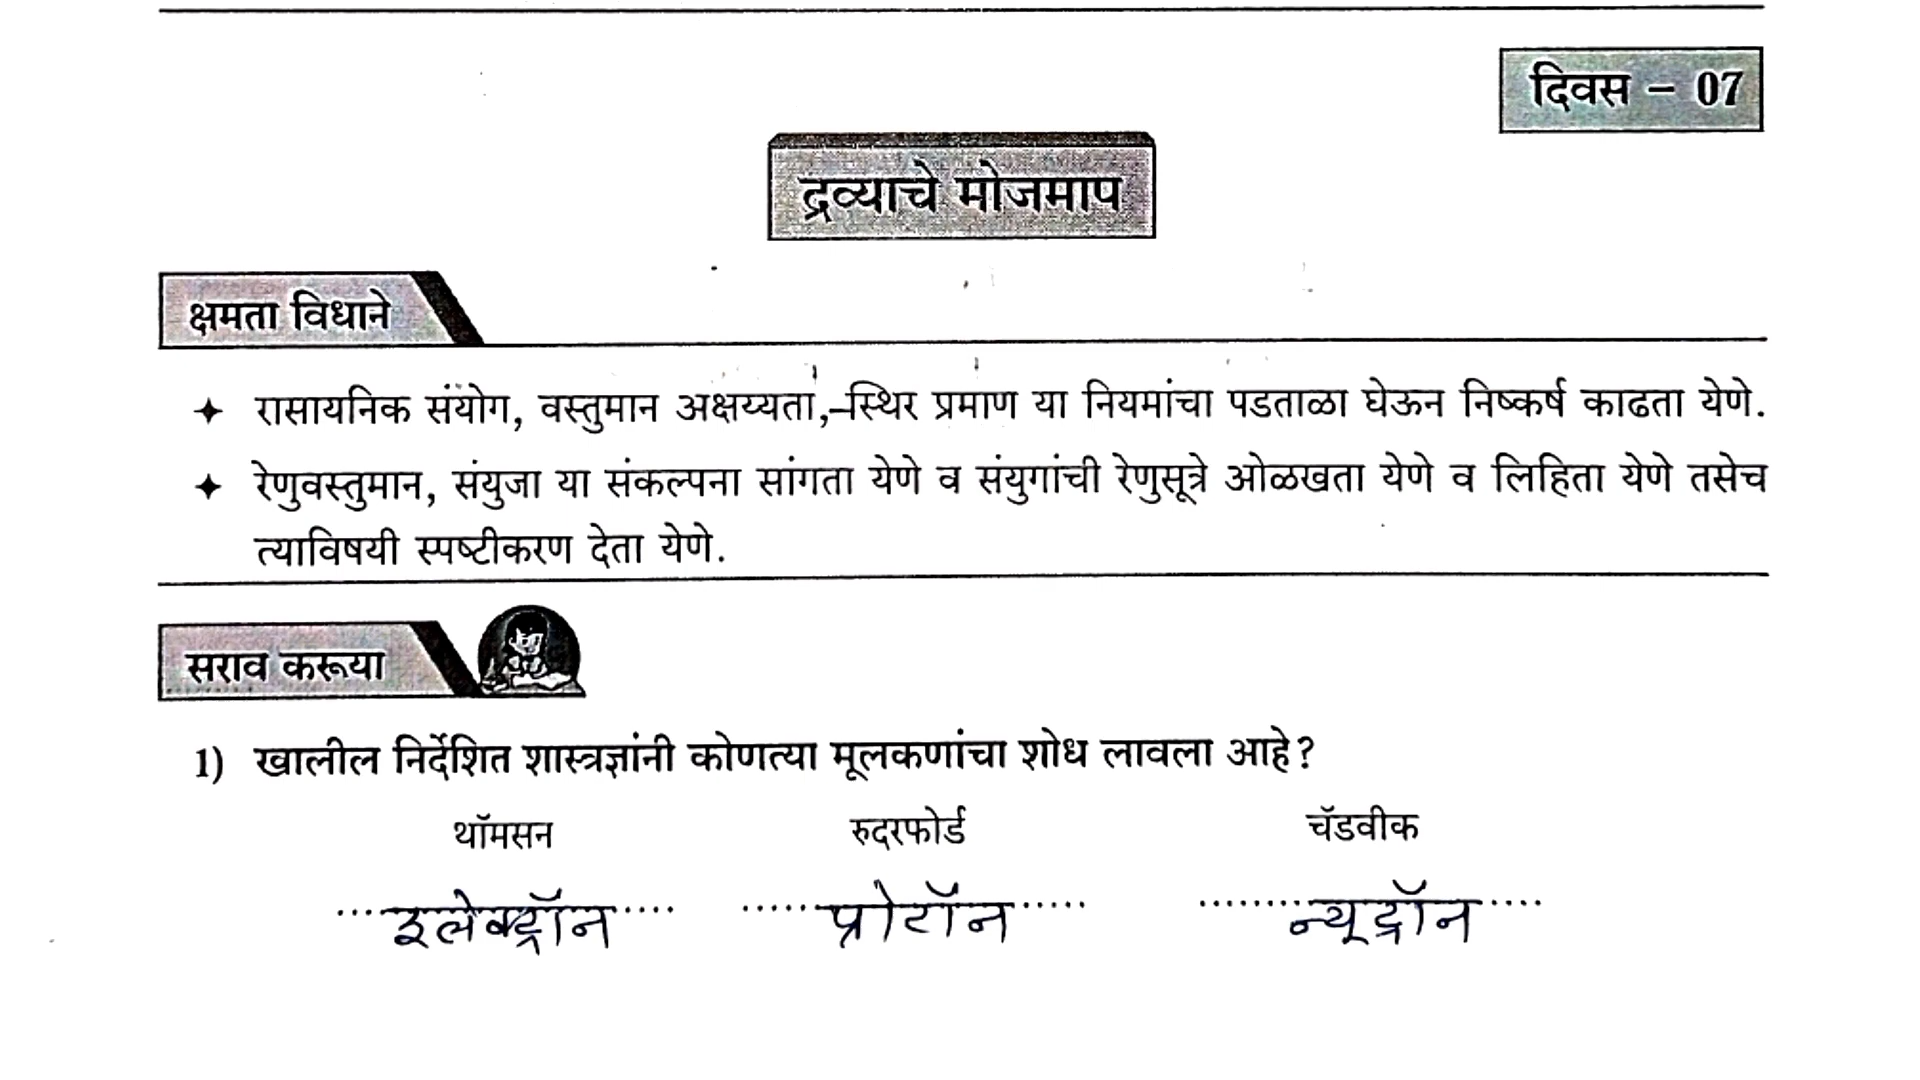 दिवस – 07
द्रव्याचे मोजमाप
क्षमता विधाने
✦ रासायनिक संयोग, वस्तुमान अक्षय्यता, स्थिर प्रमाण या नियमांचा पडताळा घेऊन निष्कर्ष काढता येणे.
✦ रेणुवस्तुमान, संयुजा या संकल्पना सांगता येणे व संयुगांची रेणुसूत्रे ओळखता येणे व लिहिता येणे तसेच
त्याविषयी स्पष्टीकरण देता येणे.
सराव करूया
1) खालील निर्देशित शास्त्रज्ञांनी कोणत्या मूलकणांचा शोध लावला आहे?
थॉमसन रुदरफोर्ड चॅडवीक
इलेक्ट्रॉन प्रोटॉन न्यूट्रॉन